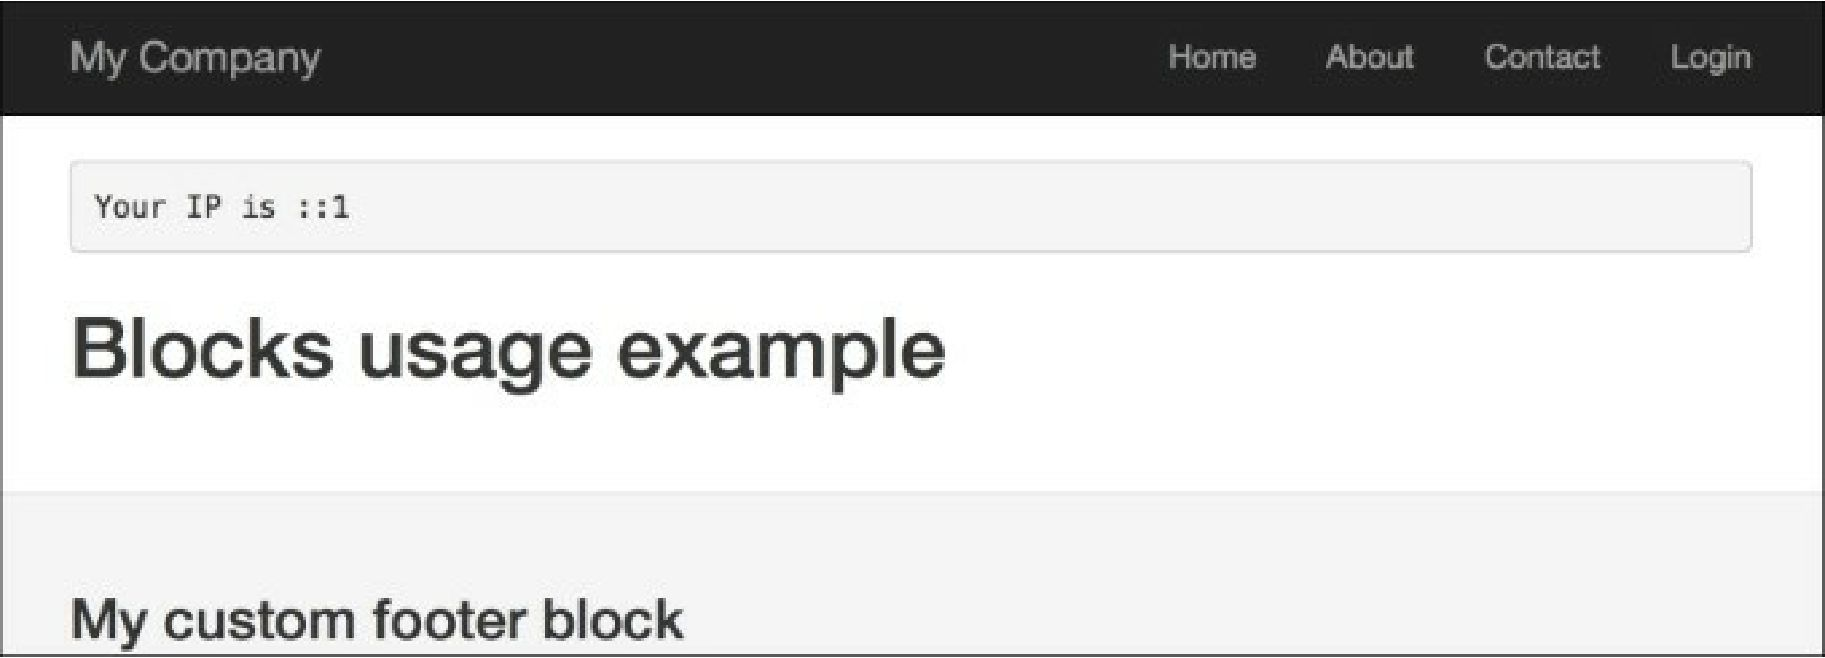 My Company Home About Contact Login
Your IP is ::1
Blocks usage example
My custom footer block